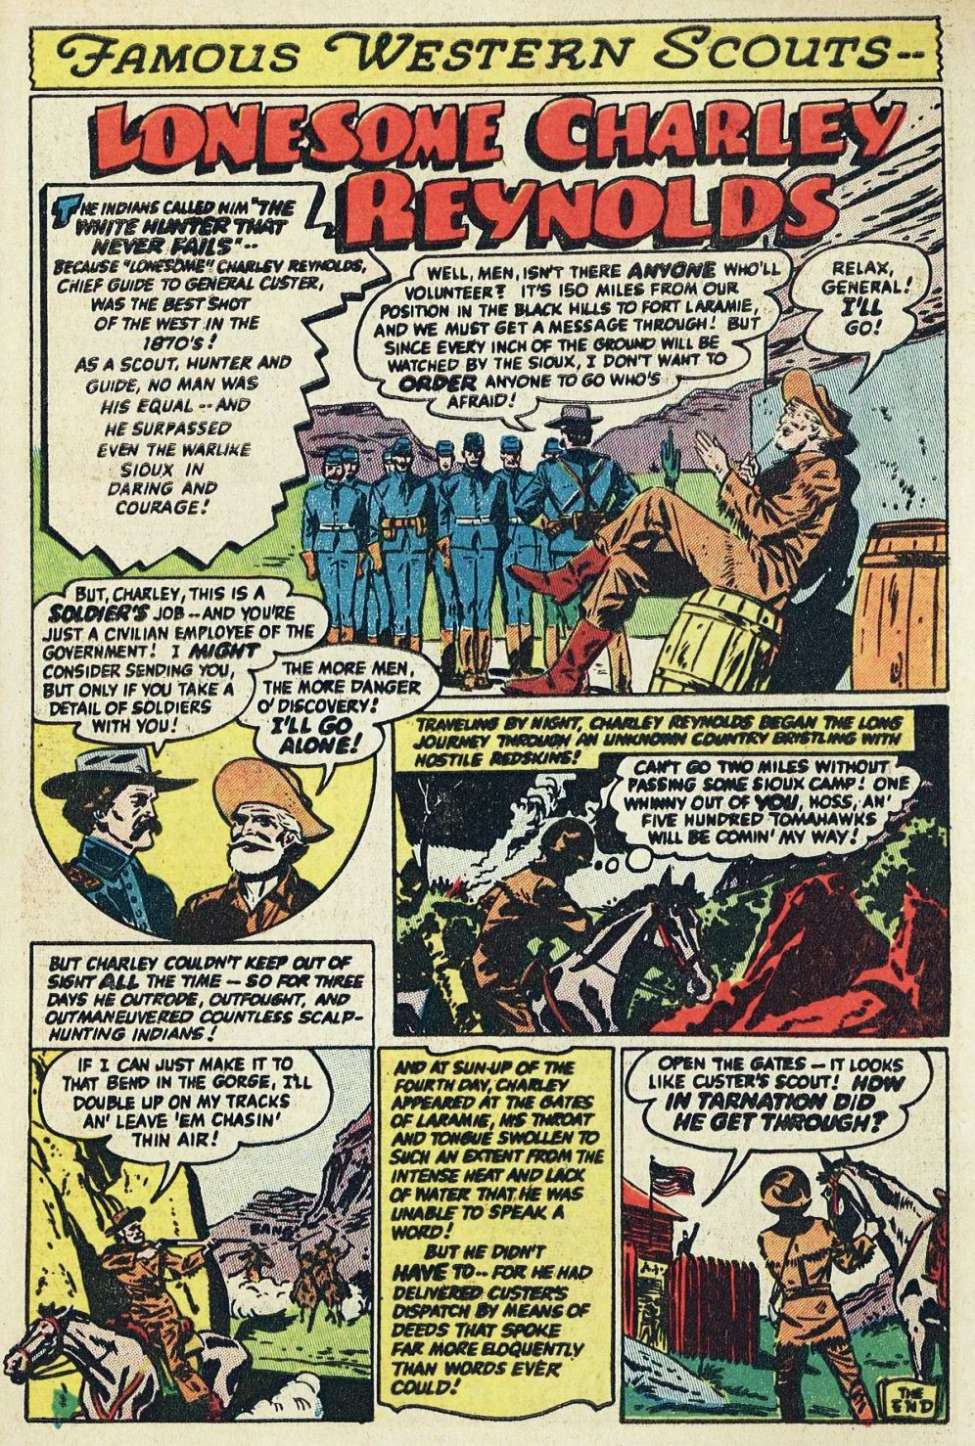 FAMOUS WESTERN SCOUTS--
LONESOME CHARLEY
REYNOLDS
THE INDIANS CALLED HIM "THE
WHITE HUNTER THAT
NEVER FAILS"--
BECAUSE "LONESOME" CHARLEY REYNOLDS,
CHIEF GUIDE TO GENERAL CUSTER,
WAS THE BEST SHOT
OF THE WEST IN THE
1870'S!
AS A SCOUT, HUNTER AND
GUIDE, NO MAN WAS
HIS EQUAL -- AND
HE SURPASSED
EVEN THE WARLIKE
SIOUX IN
DARING AND
COURAGE!
WELL, MEN, ISN'T THERE ANYONE WHO'LL
VOLUNTEER? IT'S 150 MILES FROM OUR
POSITION IN THE BLACK HILLS TO FORT LARAMIE,
AND WE MUST GET A MESSAGE THROUGH! BUT
SINCE EVERY INCH OF THE GROUND WILL BE
WATCHED BY THE SIOUX, I DON'T WANT TO
ORDER ANYONE TO GO WHO'S
AFRAID!
RELAX,
GENERAL!
I'LL
GO!
BUT, CHARLEY, THIS IS A
SOLDIER'S JOB -- AND YOU'RE
JUST A CIVILIAN EMPLOYEE OF THE
GOVERNMENT! I MIGHT
CONSIDER SENDING YOU,
BUT ONLY IF YOU TAKE A
DETAIL OF SOLDIERS
WITH YOU!
THE MORE MEN,
THE MORE DANGER
O' DISCOVERY!
I'LL GO
ALONE!
TRAVELING BY NIGHT, CHARLEY REYNOLDS BEGAN THE LONG
JOURNEY THROUGH AN UNKNOWN COUNTRY BRISTLING WITH
HOSTILE REDSKINS!
CAN'T GO TWO MILES WITHOUT
PASSING SOME SIOUX CAMP! ONE
WHINNY OUT OF YOU, HOSS, AN'
FIVE HUNDRED TOMAHAWKS
WILL BE COMIN' MY WAY!
BUT CHARLEY COULDN'T KEEP OUT OF
SIGHT ALL THE TIME -- SO FOR THREE
DAYS HE OUTRODE, OUTFOUGHT, AND
OUTMANEUVERED COUNTLESS SCALP-
HUNTING INDIANS!
IF I CAN JUST MAKE IT TO
THAT BEND IN THE GORGE, I'LL
DOUBLE UP ON MY TRACKS
AN' LEAVE 'EM CHASIN'
THIN AIR!
BANG
AND AT SUN-UP OF THE
FOURTH DAY, CHARLEY
APPEARED AT THE GATES
OF LARAMIE, HIS THROAT
AND TONGUE SWOLLEN TO
SUCH AN EXTENT FROM THE
INTENSE HEAT AND LACK
OF WATER THAT HE WAS
UNABLE TO SPEAK A
WORD!
BUT HE DIDN'T
HAVE TO -- FOR HE HAD
DELIVERED CUSTER'S
DISPATCH BY MEANS OF
DEEDS THAT SPOKE
FAR MORE ELOQUENTLY
THAN WORDS EVER
COULD!
OPEN THE GATES -- IT LOOKS
LIKE CUSTER'S SCOUT! HOW
IN TARNATION DID
HE GET THROUGH?
THE
END